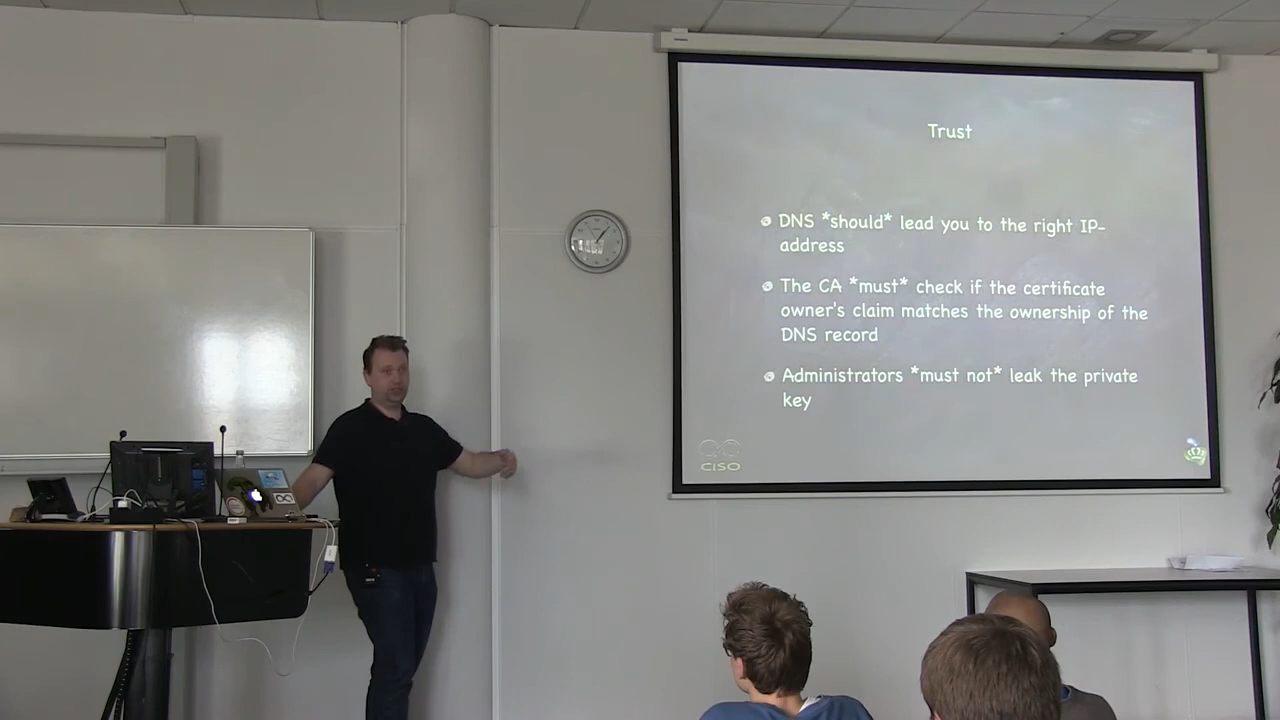 Trust
DNS *should* lead you to the right IP-
address
The CA *must* check if the certificate
owner's claim matches the ownership of the
DNS record
Administrators *must not* leak the private
key
CISO